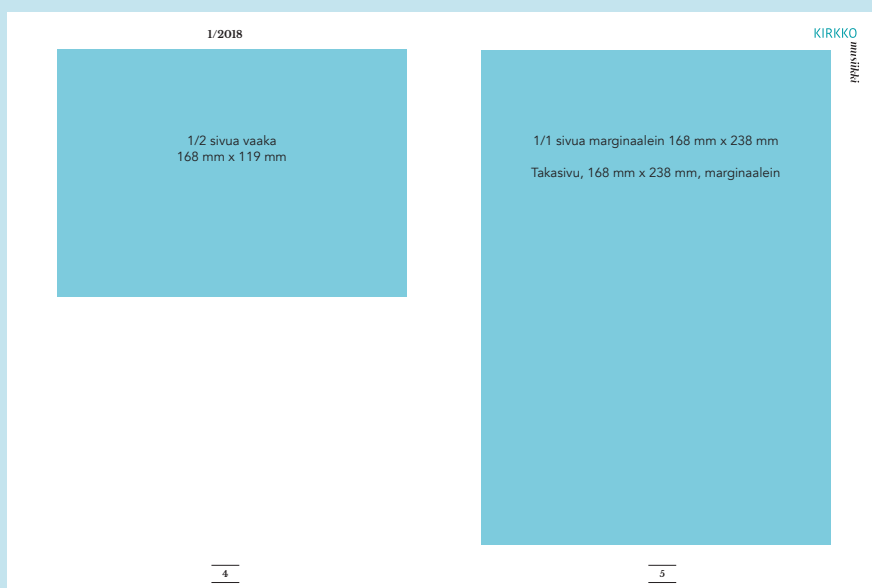 1/2018
1/2 sivua vaaka
168 mm x 119 mm
4
KIRKKO
musiikki
1/1 sivua marginaalein 168 mm x 238 mm
Takasivu, 168 mm x 238 mm, marginaalein
5